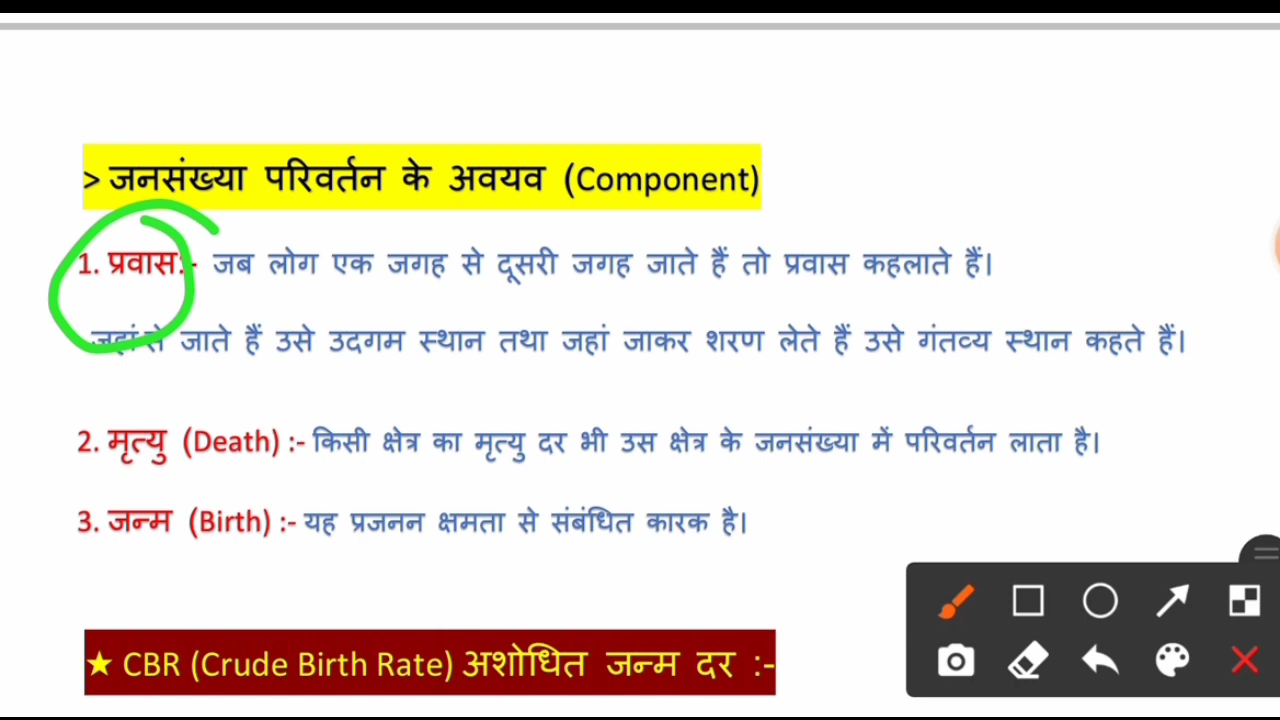 > जनसंख्या परिवर्तन के अवयव (Component)
1. प्रवास:- जब लोग एक जगह से दूसरी जगह जाते हैं तो प्रवास कहलाते हैं।
जहां से जाते हैं उसे उदगम स्थान तथा जहां जाकर शरण लेते हैं उसे गंतव्य स्थान कहते हैं।
2. मृत्यु (Death) :- किसी क्षेत्र का मृत्यु दर भी उस क्षेत्र के जनसंख्या में परिवर्तन लाता है।
3. जन्म (Birth) :- यह प्रजनन क्षमता से संबंधित कारक है।
★ CBR (Crude Birth Rate) अशोधित जन्म दर :-